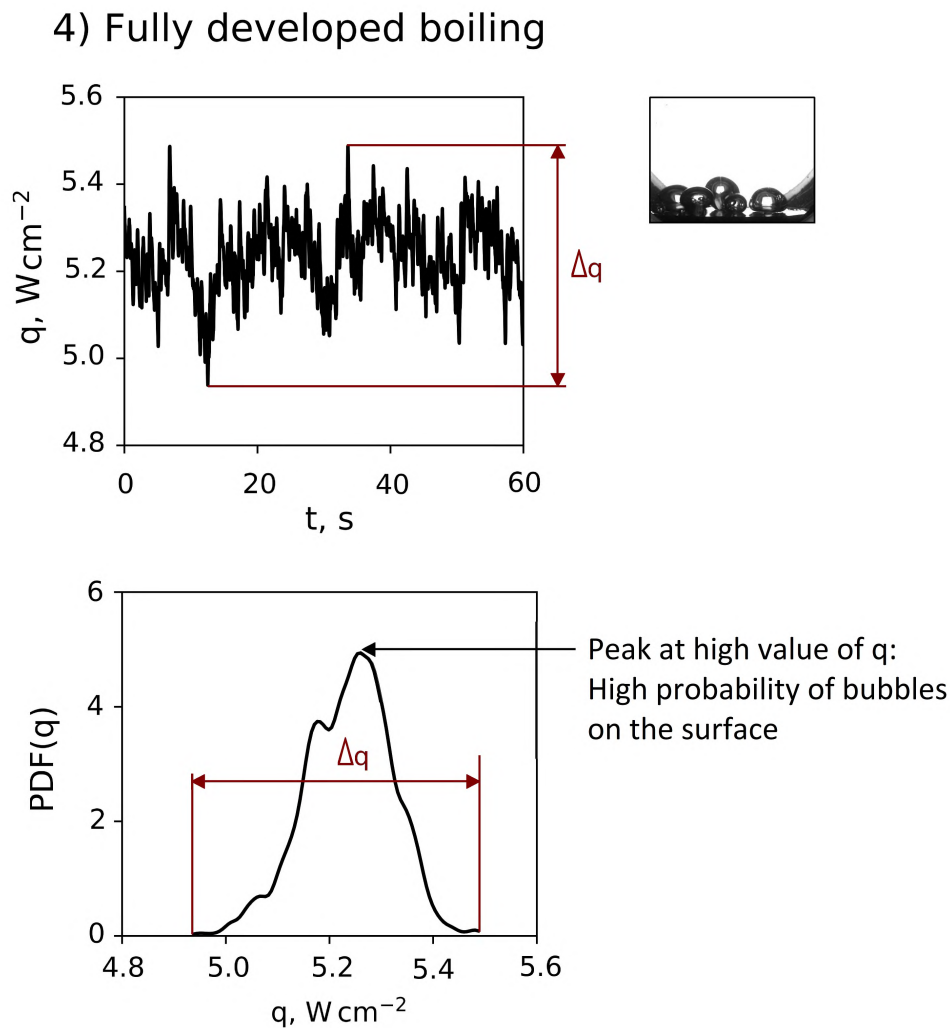 4) Fully developed boiling
5.6
5.4
5.2
5.0
4.8
q, Wcm⁻²
0 20 40 60
t, s
Δq
6
4
2
0
PDF(q)
4.8 5.0 5.2 5.4 5.6
q, W cm⁻²
Δq
Peak at high value of q:
High probability of bubbles
on the surface